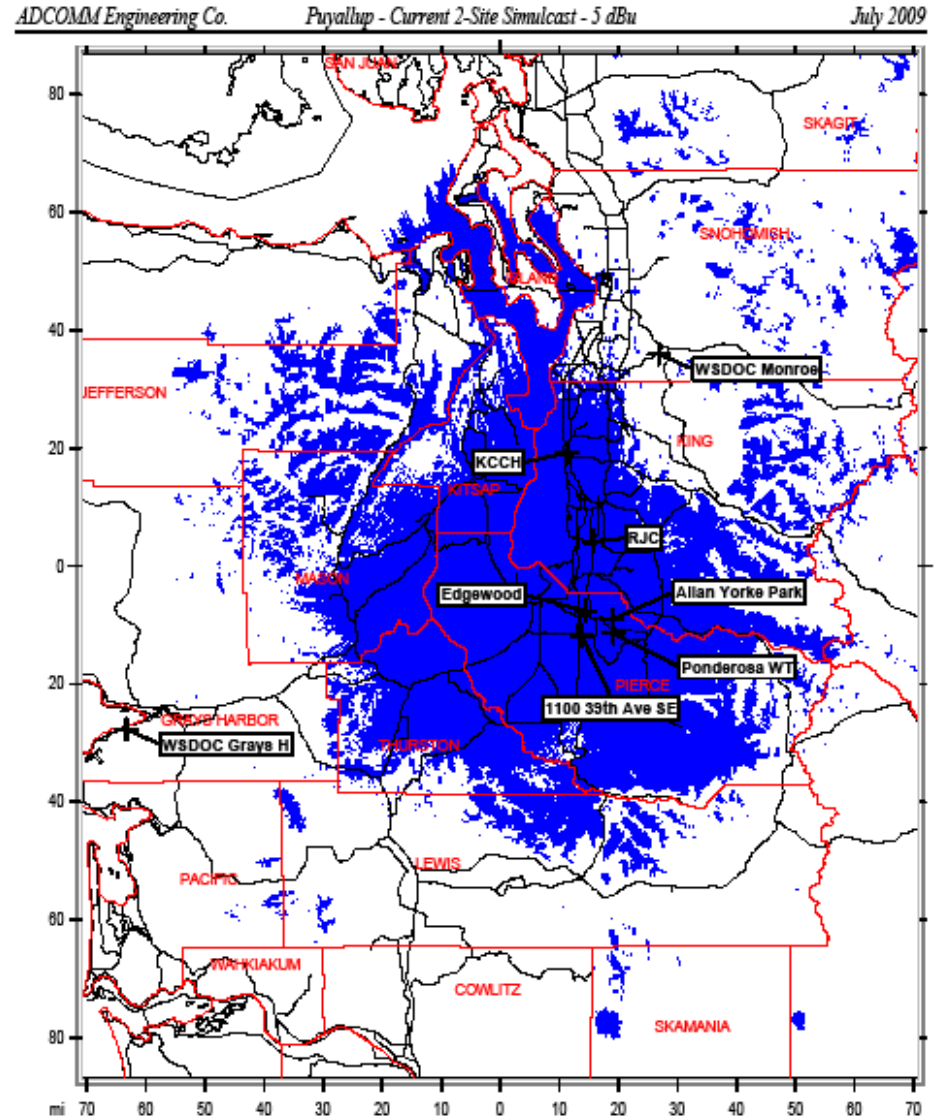 ADCOMM Engineering Co. Puyallup - Current 2-Site Simulcast - 5 dBu July 2009
SAN JUAN
80
SKAGIT
60
SNOHOMICH
ISLAND
40
WSDOC Monroe
JEFFERSON
KING
20
KCCH
KITSAP
RJC
0
MASON
Edgewood
Allan Yorke Park
Ponderosa WT
PIERCE
20
1100 39th Ave SE
GRAYS HARBOR
WSDOC Grays H
THURSTON
40
LEWIS
PACIFIC
60
WAHKIAKUM
COWLITZ
SKAMANIA
80
mi 70 60 50 40 30 20 10 0 10 20 30 40 50 60 70